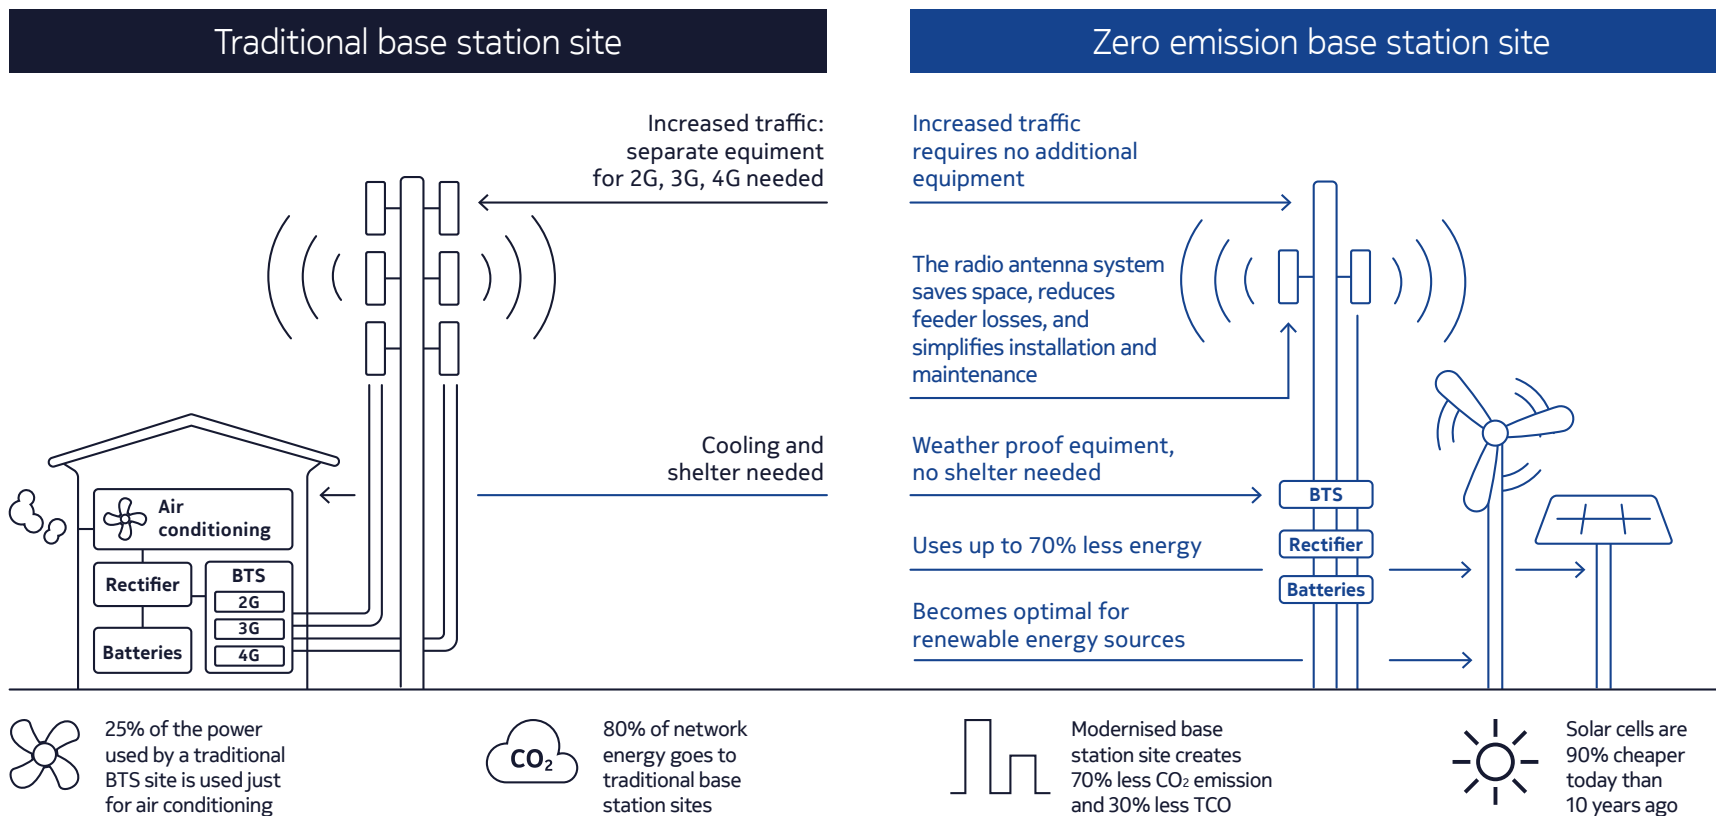 Traditional base station site
Increased traffic:
separate equiment
for 2G, 3G, 4G needed
Cooling and
shelter needed
Air
conditioning
Rectifier
BTS
2G
3G
4G
Batteries
Zero emission base station site
Increased traffic
requires no additional
equipment
The radio antenna system
saves space, reduces
feeder losses, and
simplifies installation and
maintenance
Weather proof equiment,
no shelter needed
Uses up to 70% less energy
Becomes optimal for
renewable energy sources
BTS
Rectifier
Batteries
25% of the power
used by a traditional
BTS site is used just
for air conditioning
CO₂
80% of network
energy goes to
traditional base
station sites
Modernised base
station site creates
70% less CO₂ emission
and 30% less TCO
Solar cells are
90% cheaper
today than
10 years ago